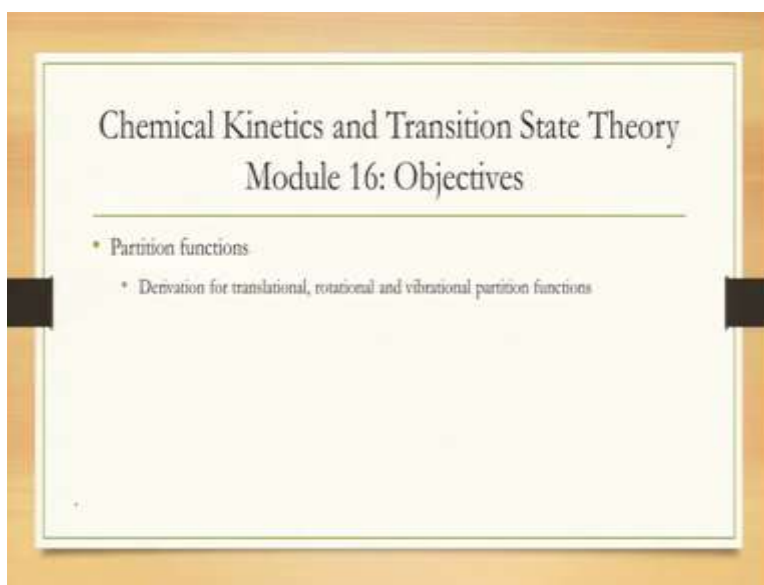 Chemical Kinetics and Transition State Theory
Module 16: Objectives
• Partition functions
• Derivation for translational, rotational and vibrational partition functions